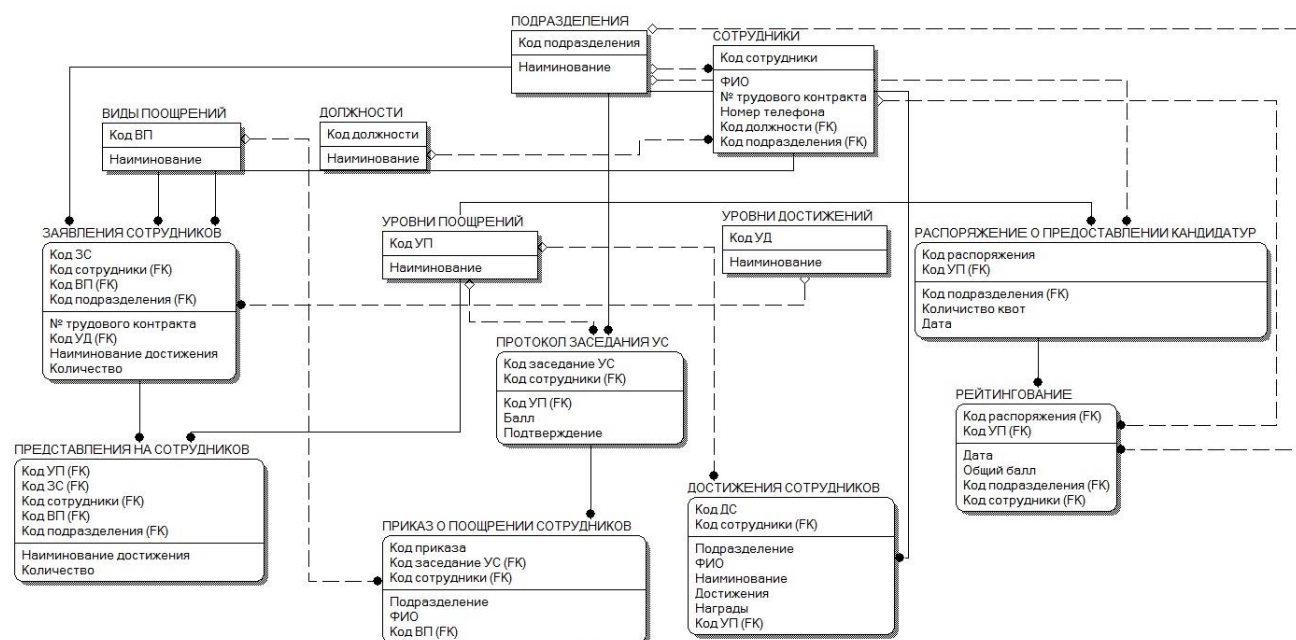 ПОДРАЗДЕЛЕНИЯ
Код подразделения
Наиминование
СОТРУДНИКИ
Код сотрудники
ФИО
№ трудового контракта
Номер телефона
Код должности (FK)
Код подразделения (FK)
ВИДЫ ПООЩРЕНИЙ
Код ВП
Наиминование
ДОЛЖНОСТИ
Код должности
Наиминование
ЗАЯВЛЕНИЯ СОТРУДНИКОВ
Код ЗС
Код сотрудники (FK)
Код ВП (FK)
Код подразделения (FK)
№ трудового контракта
Код УД (FK)
Наиминование достижения
Количество
УРОВНИ ПООЩРЕНИЙ
Код УП
Наиминование
УРОВНИ ДОСТИЖЕНИЙ
Код УД
Наиминование
РАСПОРЯЖЕНИЕ О ПРЕДОСТАВЛЕНИИ КАНДИДАТУР
Код распоряжения
Код УП (FK)
Код подразделения (FK)
Количиство квот
Дата
ПРОТОКОЛ ЗАСЕДАНИЯ УС
Код заседание УС
Код сотрудники (FK)
Код УП (FK)
Балл
Подтверждение
РЕЙТИНГОВАНИЕ
Код распоряжения (FK)
Код УП (FK)
Дата
Общий балл
Код подразделения (FK)
Код сотрудники (FK)
ПРЕДСТАВЛЕНИЯ НА СОТРУДНИКОВ
Код УП (FK)
Код ЗС (FK)
Код сотрудники (FK)
Код ВП (FK)
Код подразделения (FK)
Наиминование достижения
Количество
ПРИКАЗ О ПООЩРЕНИИ СОТРУДНИКОВ
Код приказа
Код заседание УС (FK)
Код сотрудники (FK)
Подразделение
ФИО
Код ВП (FK)
ДОСТИЖЕНИЯ СОТРУДНИКОВ
Код ДС
Код сотрудники (FK)
Подразделение
ФИО
Наиминование
Достижения
Награды
Код УП (FK)